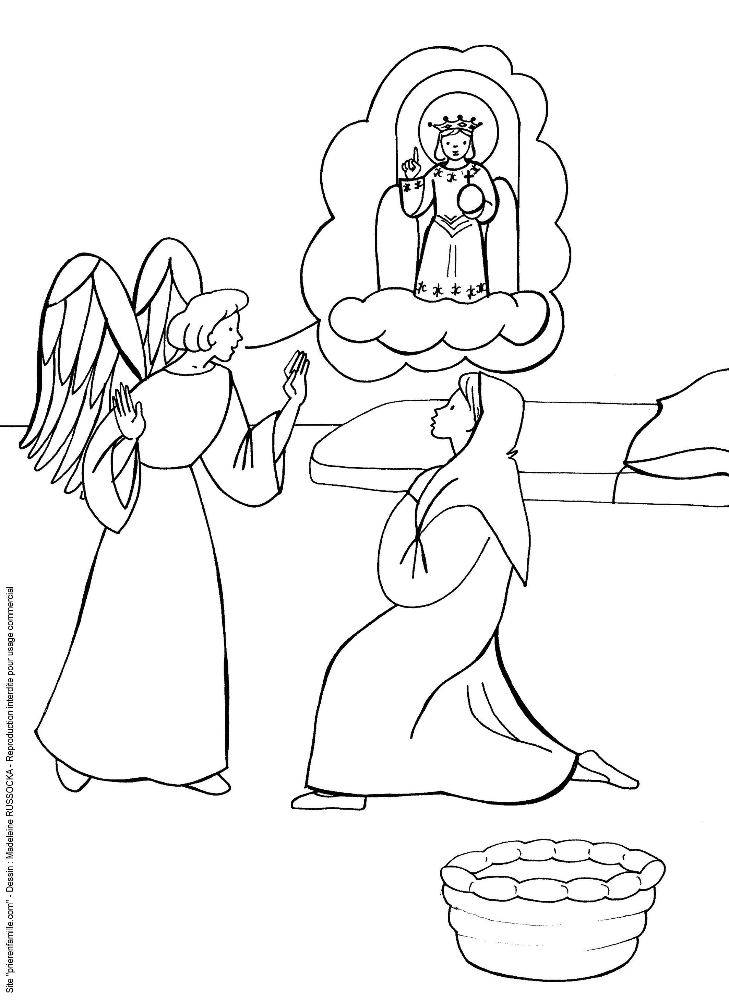 Site "prierenfamille.com" - Dessin : Madeleine RUSSOCKA - Reproduction interdite pour usage commercial